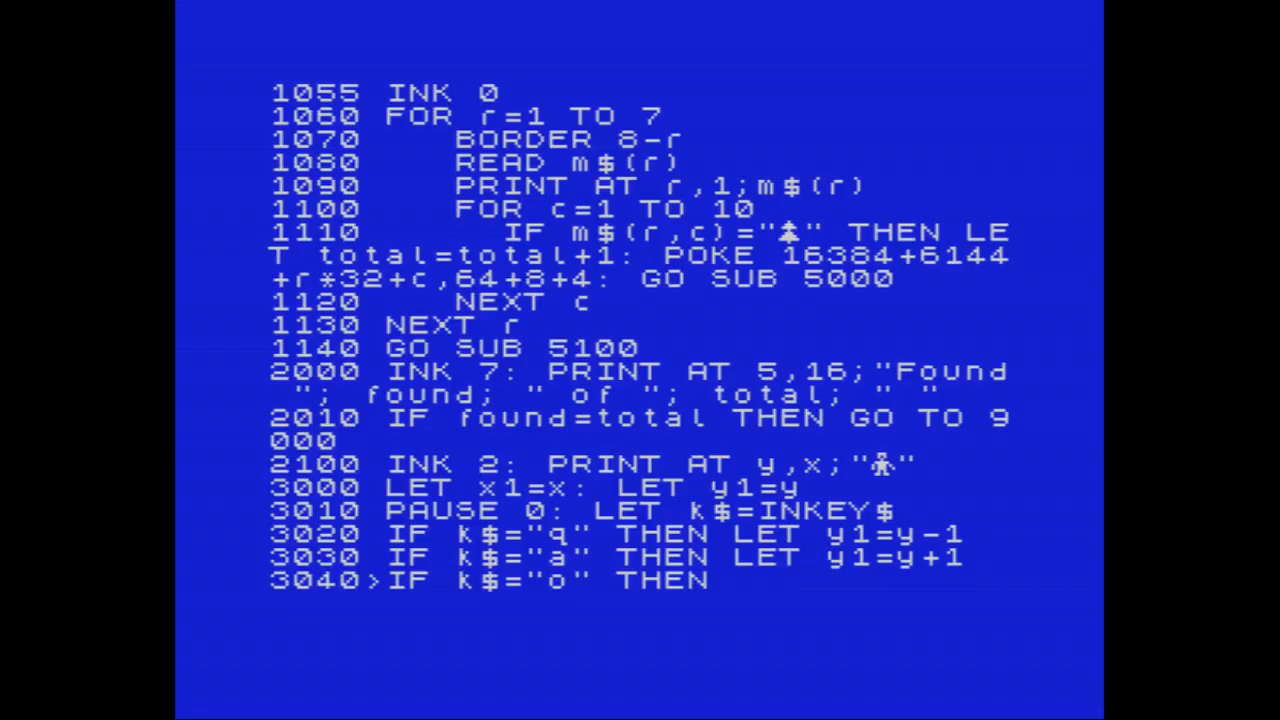 1055 INK 0
1060 FOR r=1 TO 7
1070 BORDER 8-r
1080 READ m$(r)
1090 PRINT AT r,1;m$(r)
1100 FOR c=1 TO 10
1110 IF m$(r,c)="🌲" THEN LE
T total=total+1: POKE 16384+6144
+r*32+c,64+8+4: GO SUB 5000
1120 NEXT c
1130 NEXT r
1140 GO SUB 5100
2000 INK 7: PRINT AT 5,16;"Found
"; found; " of "; total; " "
2010 IF found=total THEN GO TO 9
000
2100 INK 2: PRINT AT y,x;"🯅"
3000 LET x1=x: LET y1=y
3010 PAUSE 0: LET k$=INKEY$
3020 IF k$="q" THEN LET y1=y-1
3030 IF k$="a" THEN LET y1=y+1
3040>IF k$="o" THEN